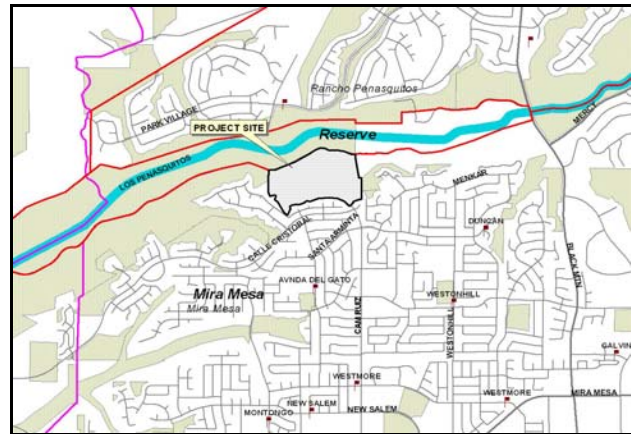 Rancho Penasquitos
PARK VILLAGE
PROJECT SITE
Reserve
MERCY
LOS PENASQUITOS
MENKAR
DUNCAN
CALLE CRISTOBAL
SANTA ARMINTA
BLACK MTN
AVNDA DEL GATO
Mira Mesa
Mira Mesa
CAM RUIZ
WESTONHILL
WESTONHILL
GALVIN
WESTMORE
WESTMORE
MIRA MESA
NEW SALEM
NEW SALEM
MONTONGO